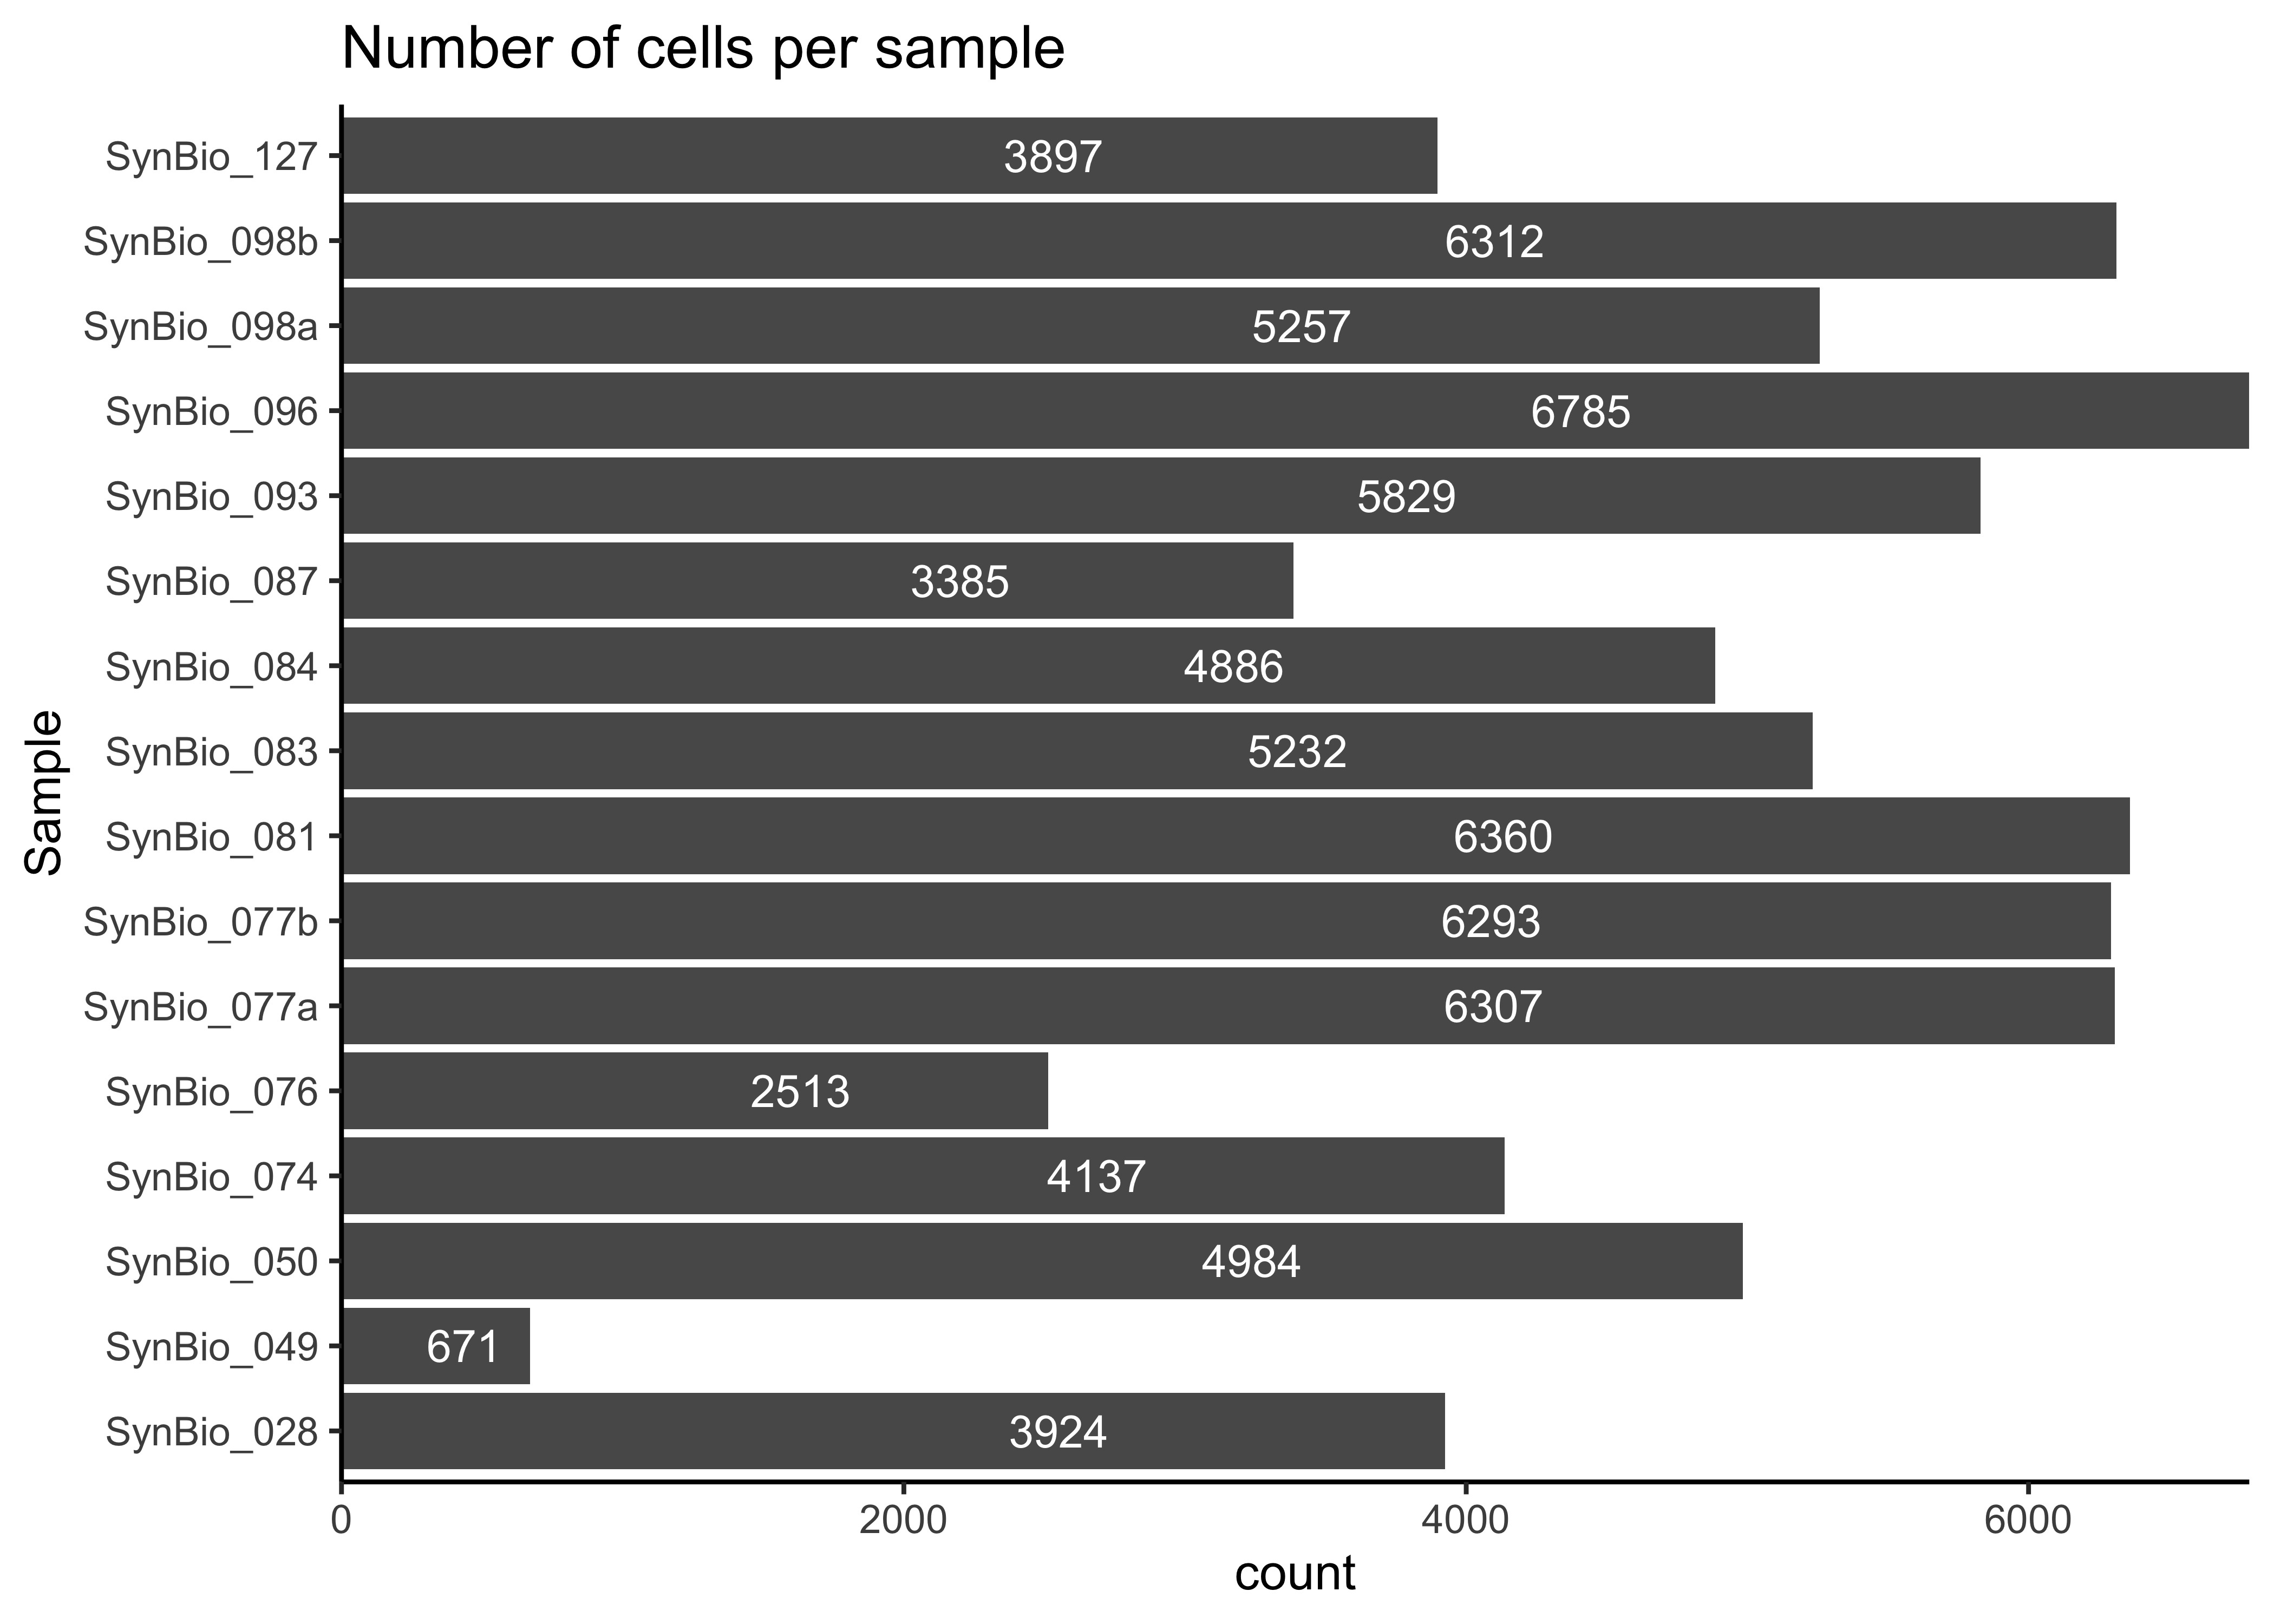 Number of cells per sample
SynBio_127 3897
SynBio_098b 6312
SynBio_098a 5257
SynBio_096 6785
SynBio_093 5829
SynBio_087 3385
SynBio_084 4886
SynBio_083 5232
SynBio_081 6360
SynBio_077b 6293
SynBio_077a 6307
SynBio_076 2513
SynBio_074 4137
SynBio_050 4984
SynBio_049 671
SynBio_028 3924
Sample
0 2000 4000 6000
count